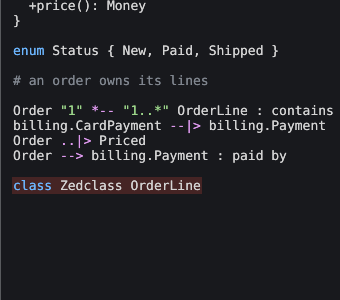 +price(): Money
}
enum Status { New, Paid, Shipped }
# an order owns its lines
Order "1" *-- "1..*" OrderLine : contains
billing.CardPayment --|> billing.Payment
Order ..|> Priced
Order --> billing.Payment : paid by
class Zedclass OrderLine